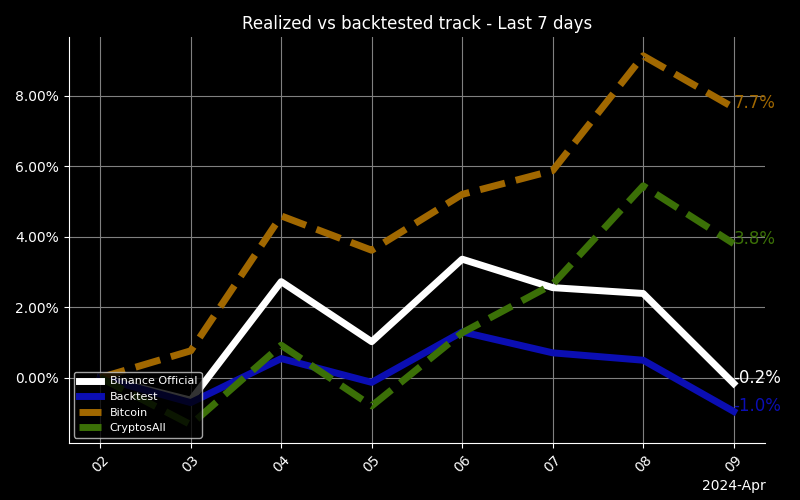 Realized vs backtested track - Last 7 days
8.00%
6.00%
4.00%
2.00%
0.00%
7.7%
3.8%
-0.2%
-1.0%
Binance Official
Backtest
Bitcoin
CryptosAll
02
03
04
05
06
07
08
09
2024-Apr